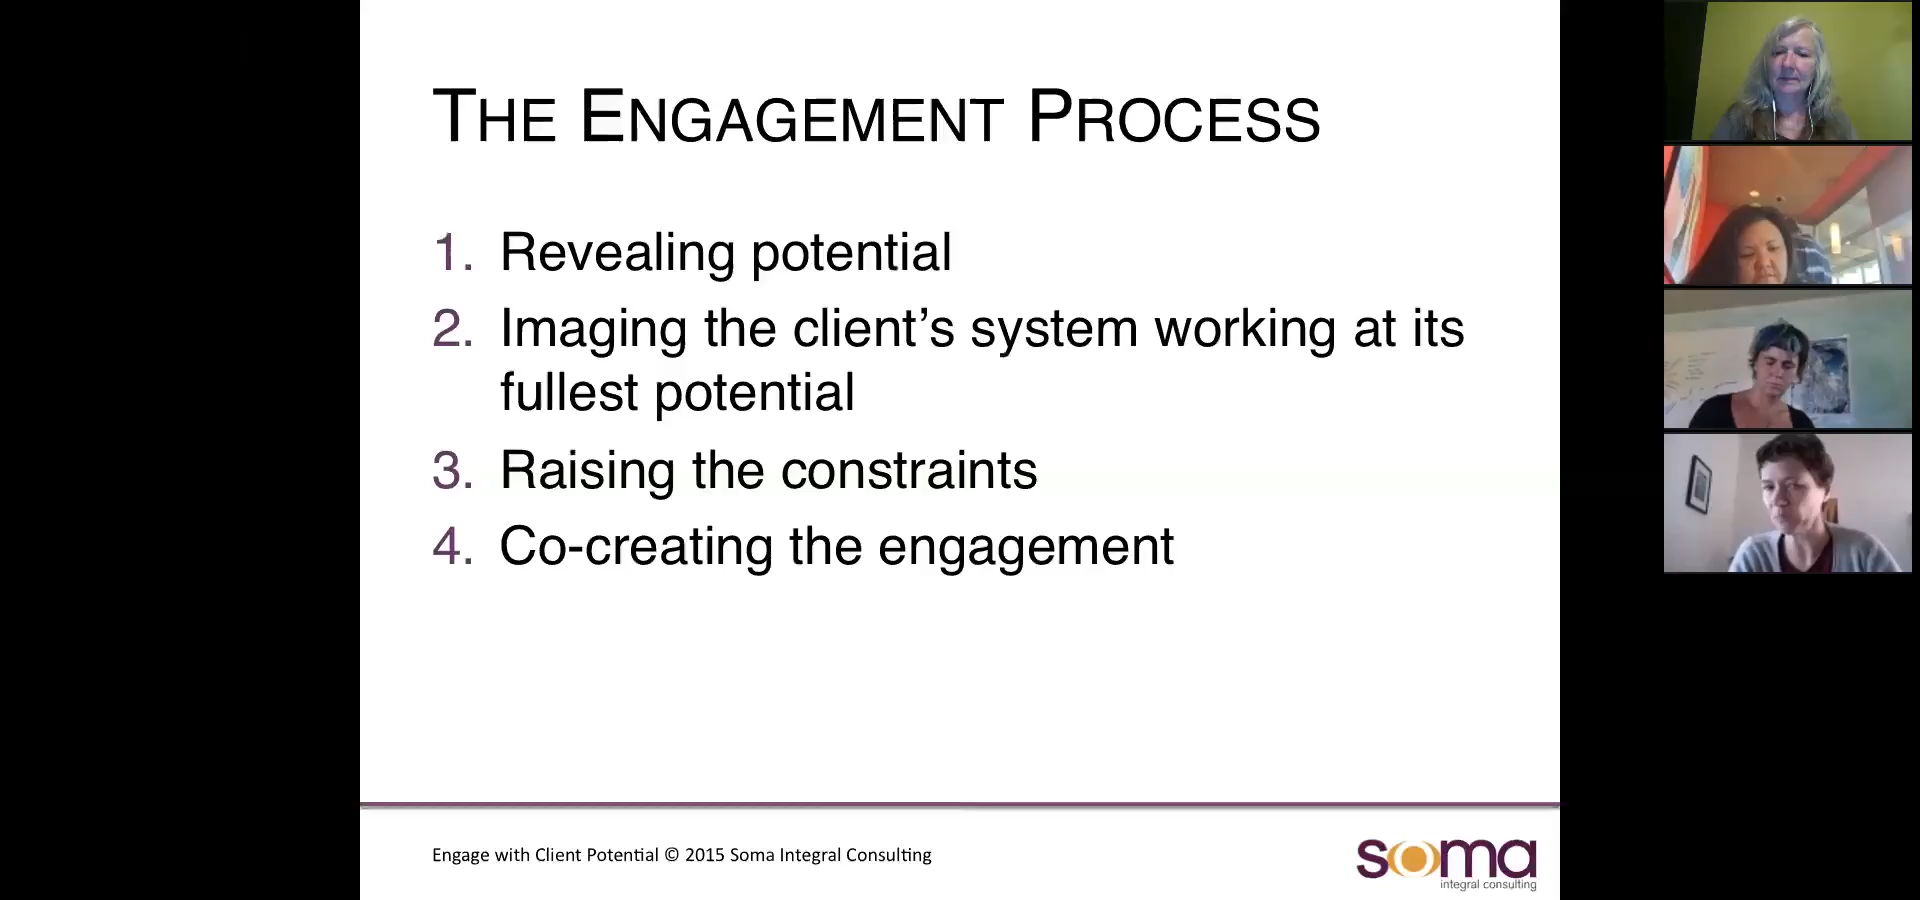 THE ENGAGEMENT PROCESS
1. Revealing potential
2. Imaging the client’s system working at its
fullest potential
3. Raising the constraints
4. Co-creating the engagement
Engage with Client Potential © 2015 Soma Integral Consulting
soma
integral consulting